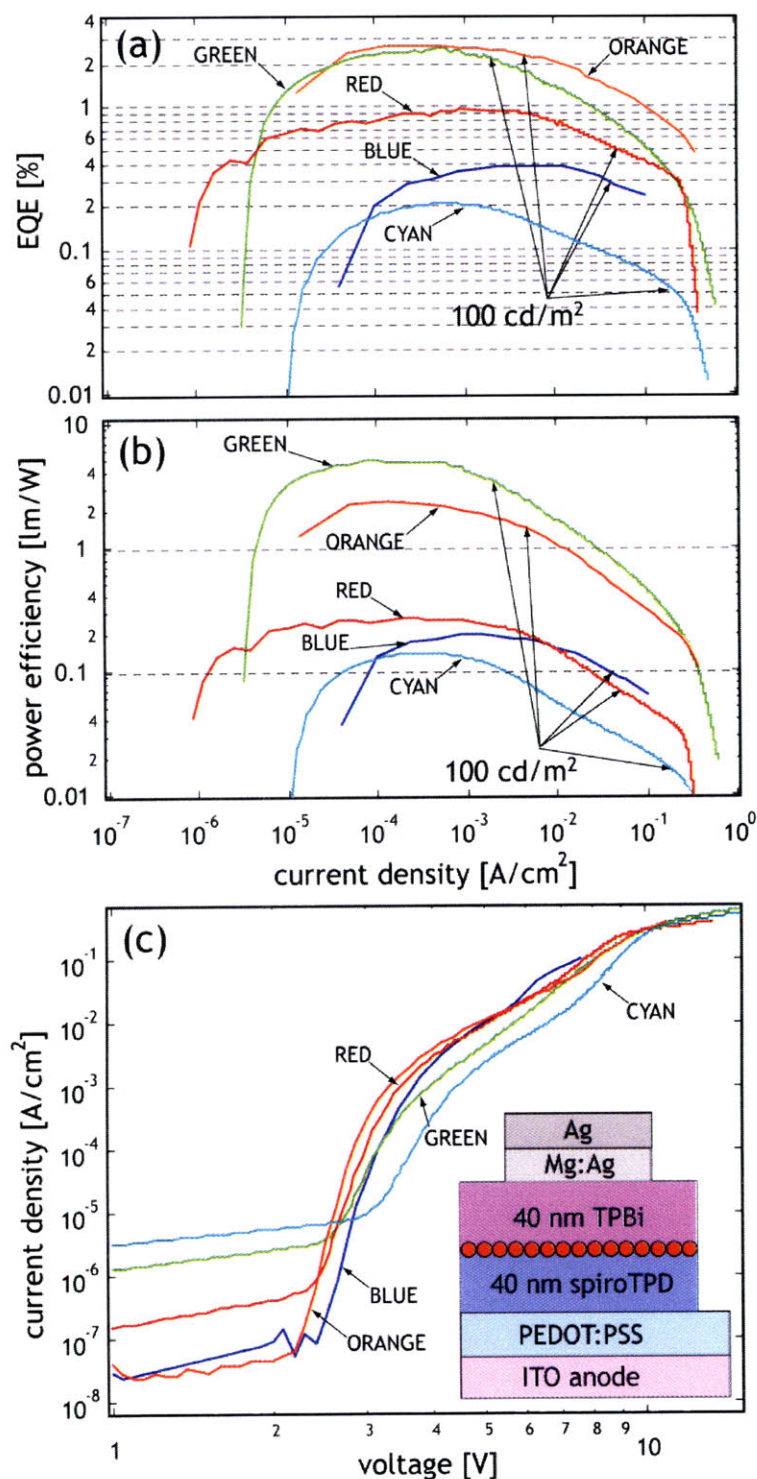 (a)
EQE [%]
4
2
1
8
6
4
2
0.1
6
4
2
0.01
GREEN
ORANGE
RED
BLUE
CYAN
100 cd/m²
(b)
power efficiency [lm/W]
10
4
2
1
4
2
0.1
4
2
0.01
GREEN
ORANGE
RED
BLUE
CYAN
100 cd/m²
10⁻⁷ 10⁻⁶ 10⁻⁵ 10⁻⁴ 10⁻³ 10⁻² 10⁻¹ 10⁰
current density [A/cm²]
(c)
current density [A/cm²]
10⁻¹
10⁻²
10⁻³
10⁻⁴
10⁻⁵
10⁻⁶
10⁻⁷
10⁻⁸
CYAN
RED
GREEN
BLUE
ORANGE
Ag
Mg:Ag
40 nm TPBi
40 nm spiroTPD
PEDOT:PSS
ITO anode
1 2 3 4 5 6 7 8 9 10
voltage [V]